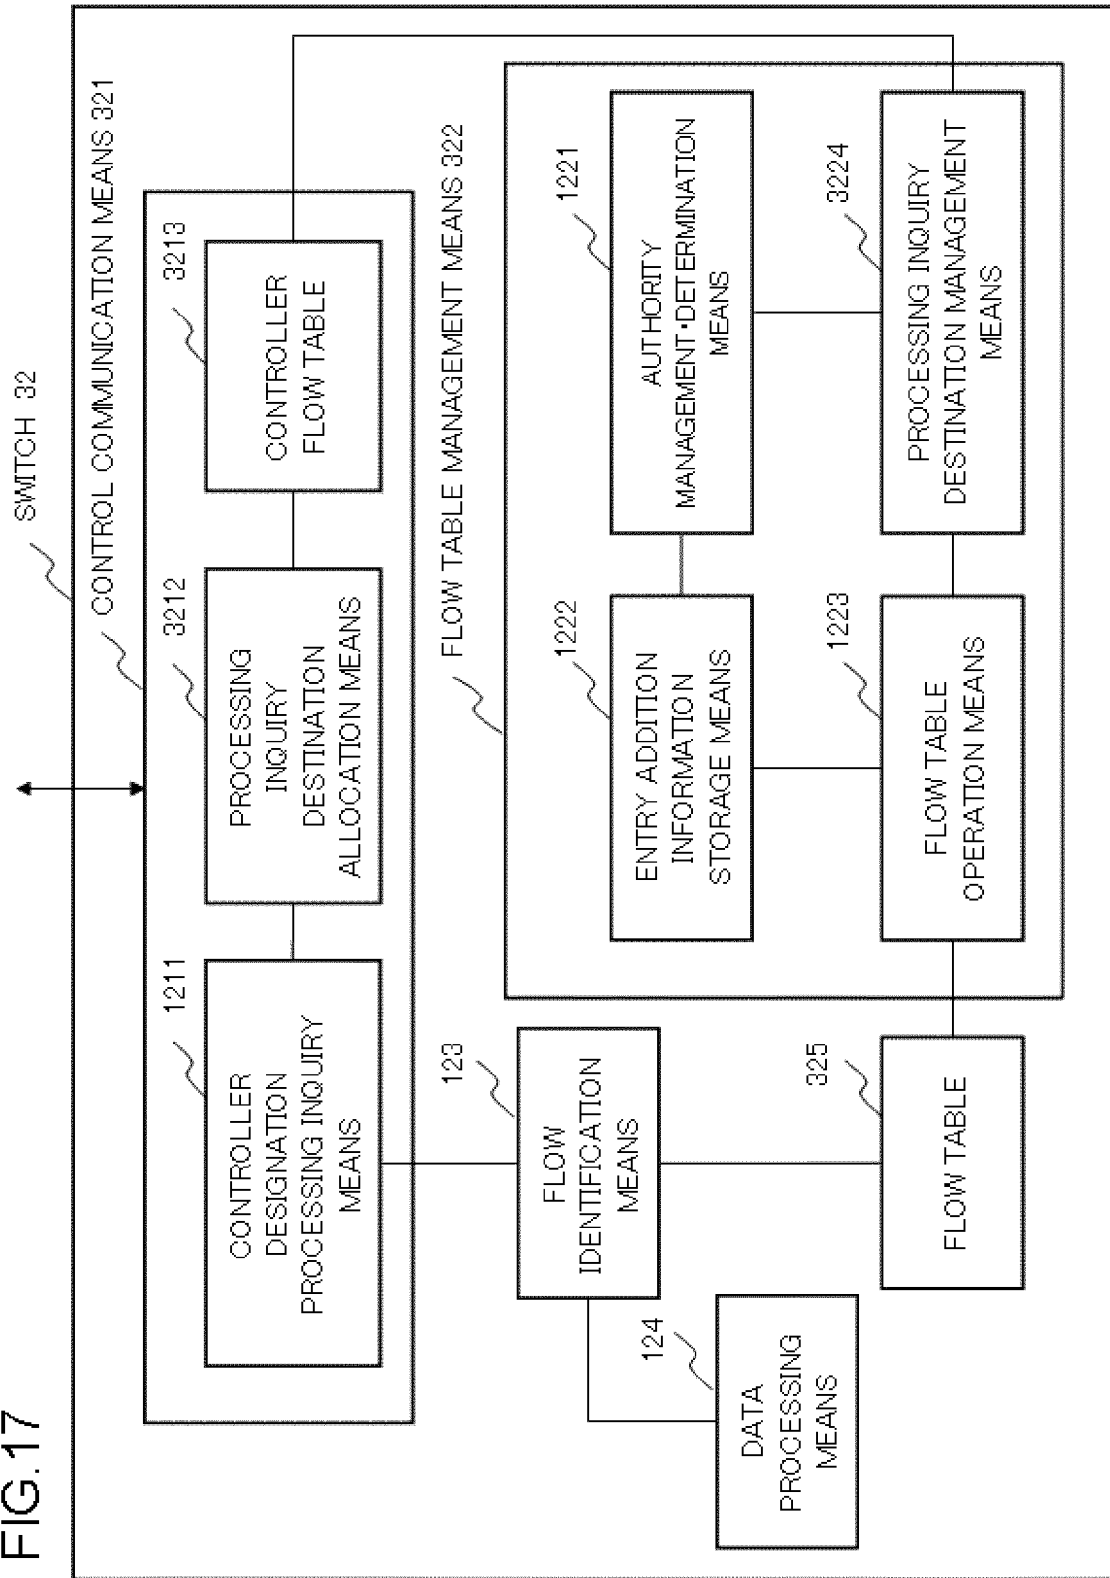 FIG.17
SWITCH 32
CONTROL COMMUNICATION MEANS 321
1211
CONTROLLER
DESIGNATION
PROCESSING INQUIRY
MEANS
3212
PROCESSING
INQUIRY
DESTINATION
ALLOCATION MEANS
3213
CONTROLLER
FLOW TABLE
FLOW TABLE MANAGEMENT MEANS 322
123
FLOW
IDENTIFICATION
MEANS
1222
ENTRY ADDITION
INFORMATION
STORAGE MEANS
1221
AUTHORITY
MANAGEMENT·DETERMINATION
MEANS
124
DATA
PROCESSING
MEANS
325
FLOW TABLE
1223
FLOW TABLE
OPERATION MEANS
3224
PROCESSING INQUIRY
DESTINATION MANAGEMENT
MEANS